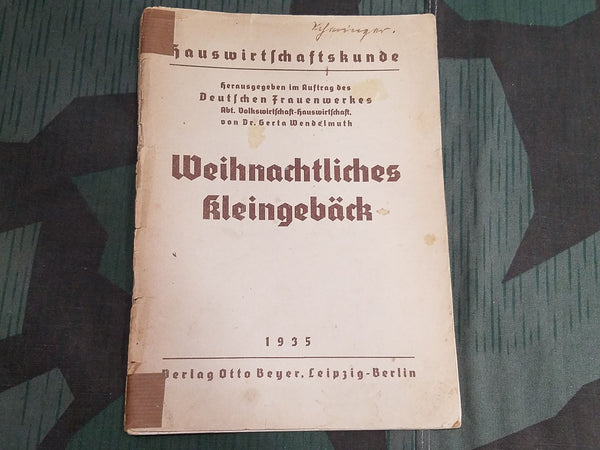 Scheringer.
Hauswirtschaftskunde
Herausgegeben im Auftrag des
Deutschen Frauenwerkes
Abt. Volkswirtschaft-Hauswirtschaft,
von Dr. Gerta Wendelmuth
Weihnachtliches
Kleingebäck
1935
Verlag Otto Beyer, Leipzig-Berlin